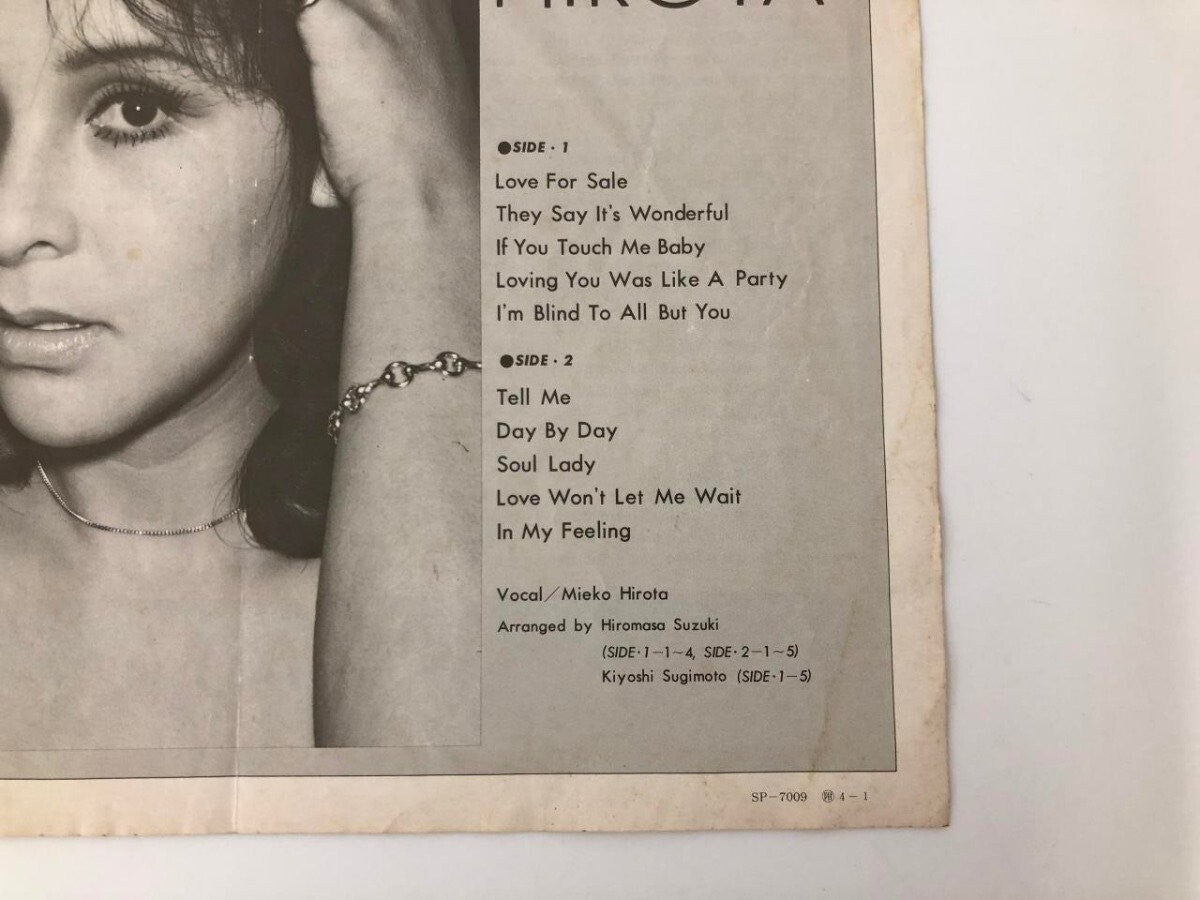 HIROTA
●SIDE・1
Love For Sale
They Say It's Wonderful
If You Touch Me Baby
Loving You Was Like A Party
I'm Blind To All But You
●SIDE・2
Tell Me
Day By Day
Soul Lady
Love Won't Let Me Wait
In My Feeling
Vocal／Mieko Hirota
Arranged by Hiromasa Suzuki
(SIDE・1－1～4, SIDE・2－1～5)
Kiyoshi Sugimoto (SIDE・1－5)
SP－7009 4－1